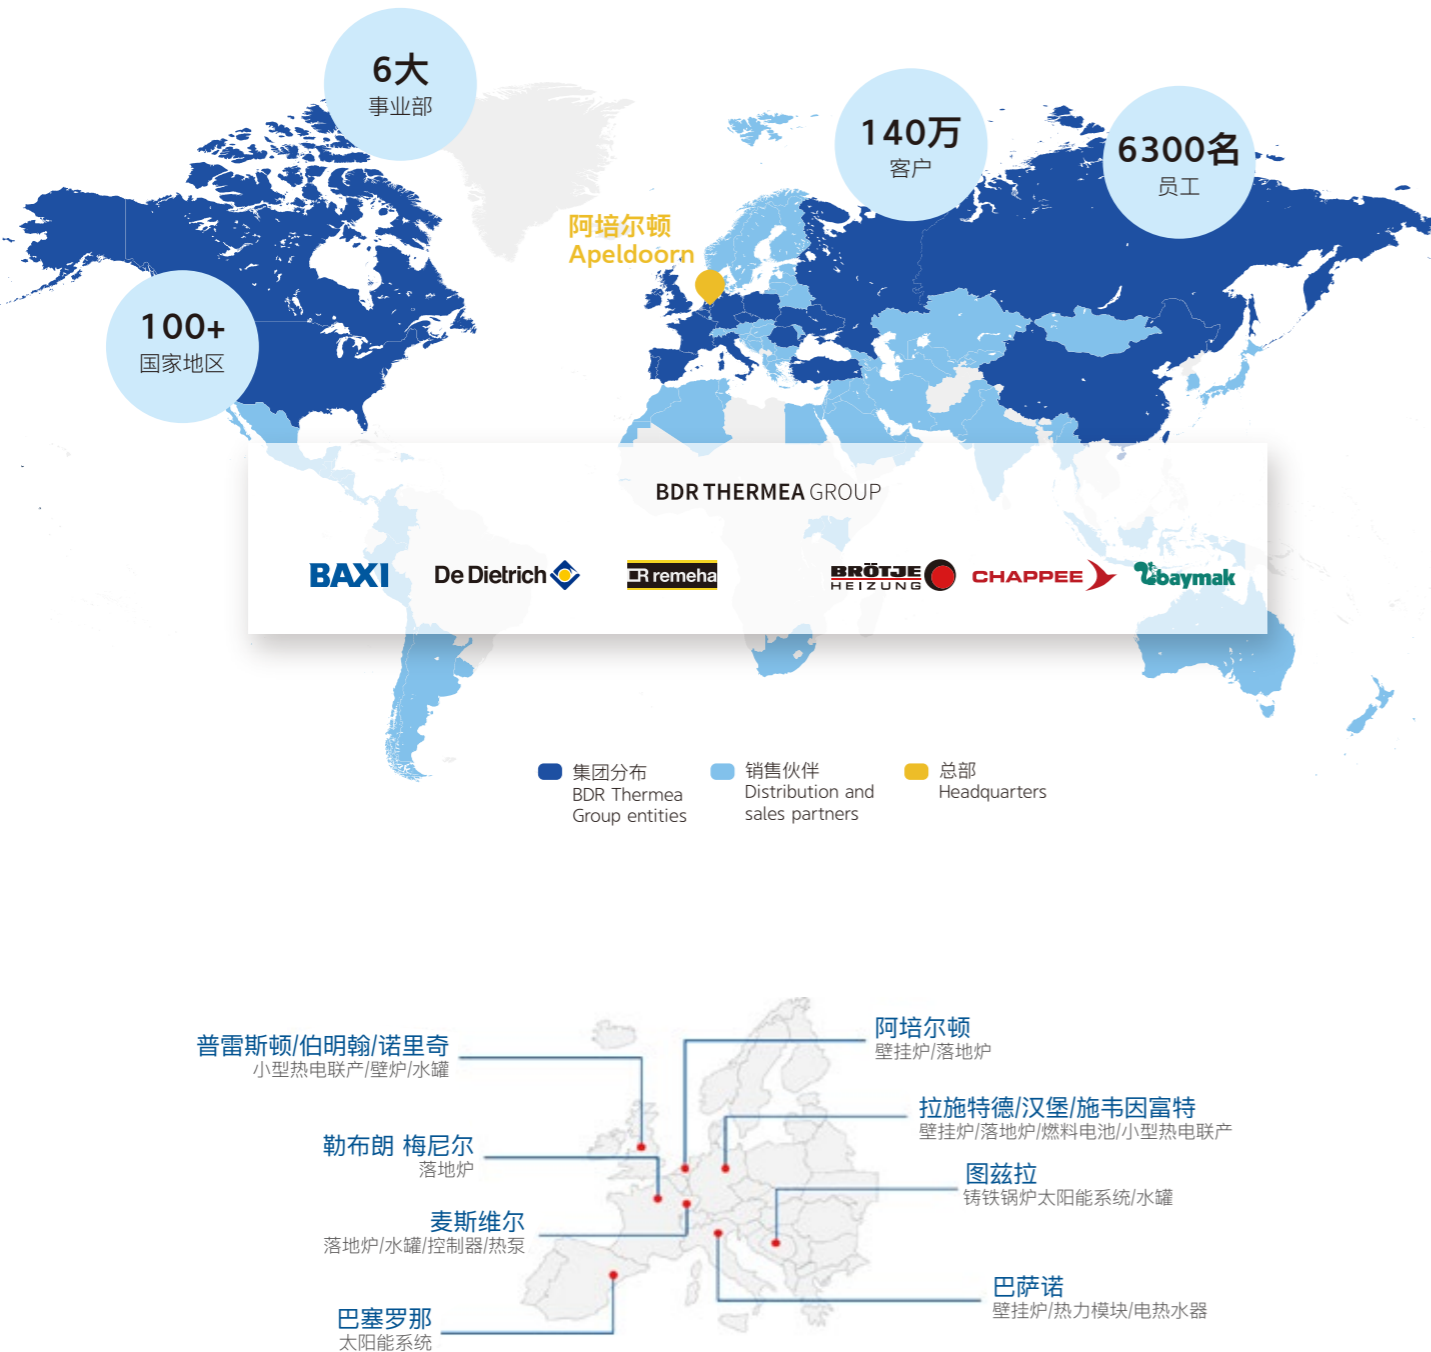 6大
事业部
140万
客户
6300名
员工
阿培尔顿
Apeldoorn
100+
国家地区
BDR THERMEA GROUP
BAXI
De Dietrich
R remeha
BRÖTJE
HEIZUNG
CHAPPEE
baymak
集团分布
BDR Thermea
Group entities
销售伙伴
Distribution and
sales partners
总部
Headquarters
普雷斯顿/伯明翰/诺里奇
小型热电联产/壁炉/水罐
阿培尔顿
壁挂炉/落地炉
拉施特德/汉堡/施韦因富特
壁挂炉/落地炉/燃料电池/小型热电联产
勒布朗 梅尼尔
落地炉
图兹拉
铸铁锅炉太阳能系统/水罐
麦斯维尔
落地炉/水罐/控制器/热泵
巴萨诺
壁挂炉/热力模块/电热水器
巴塞罗那
太阳能系统